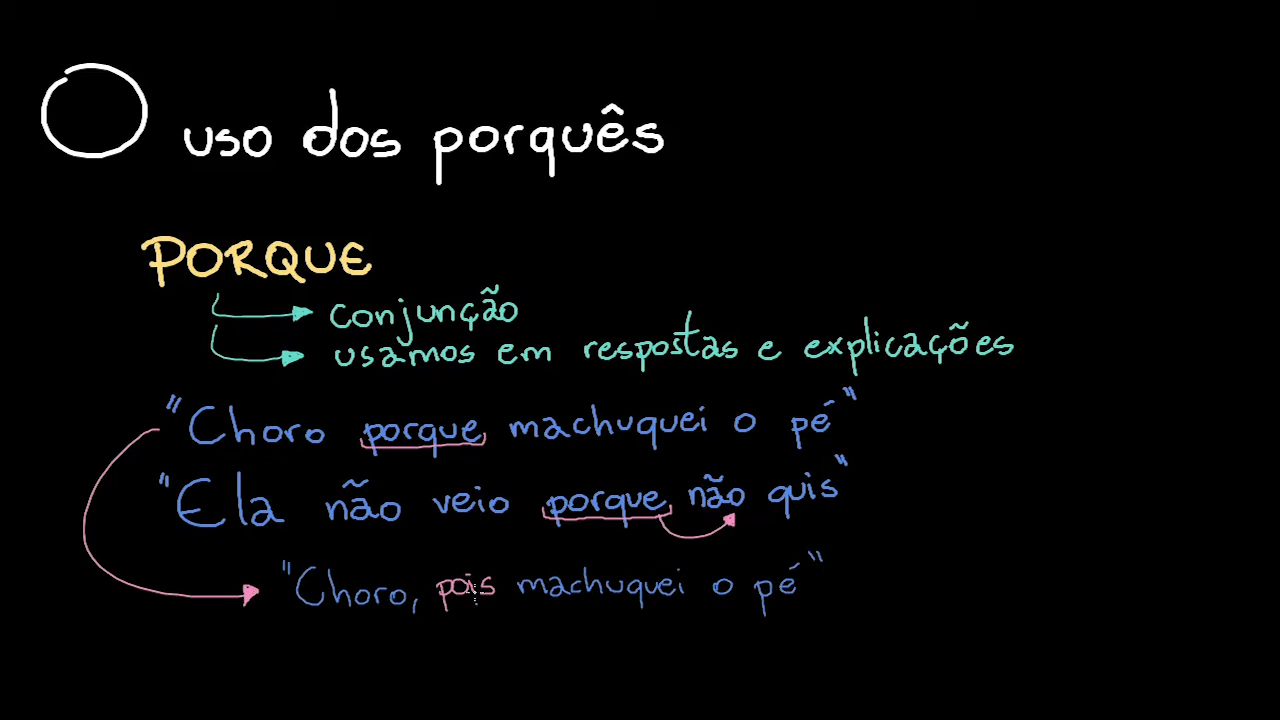 O uso dos porquês
PORQUE
conjunção
usamos em respostas e explicações
"Choro porque machuquei o pé"
"Ela não veio porque não quis"
"Choro, pois machuquei o pé"